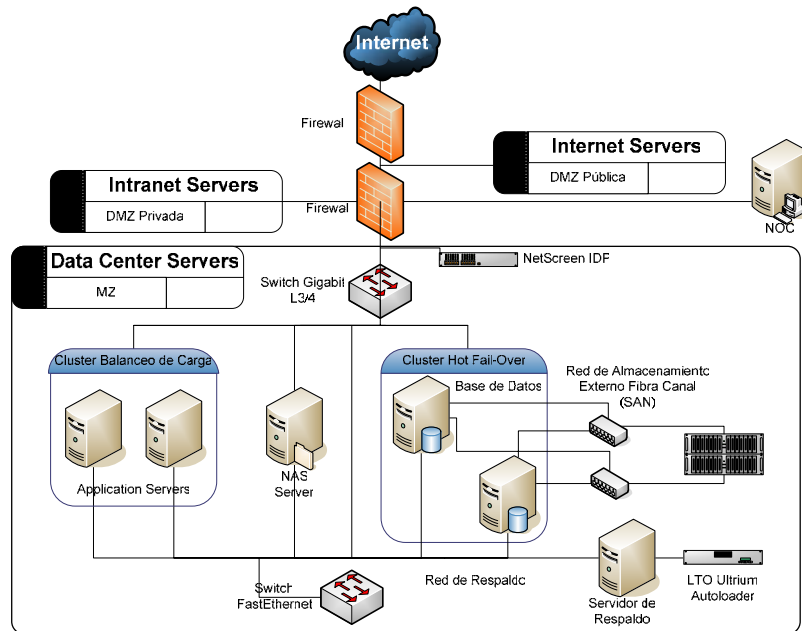 Internet
Firewal
Internet Servers
DMZ Pública
Intranet Servers
DMZ Privada
Firewal
NOC
Data Center Servers
MZ
NetScreen IDF
Switch Gigabit
L3/4
Cluster Balanceo de Carga
Cluster Hot Fail-Over
Base de Datos
Red de Almacenamiento
Externo Fibra Canal
(SAN)
Application Servers
NAS
Server
Switch
FastEthernet
Red de Respaldo
Servidor de
Respaldo
LTO Ultrium
Autoloader